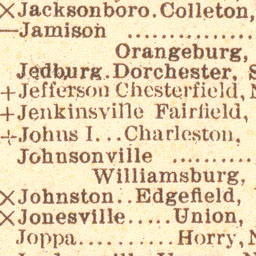 ×Jacksonboro.Colleton,
—Jamison ................
Orangeburg,
Jedburg.Dorchester, S
+Jefferson Chesterfield, N
+Jenkinsville Fairfield,
+Johns I...Charleston,
Johnsonville .........
Williamsburg,
×Johnston..Edgefield,
×Jonesville.....Union,
Joppa..........Horry, N